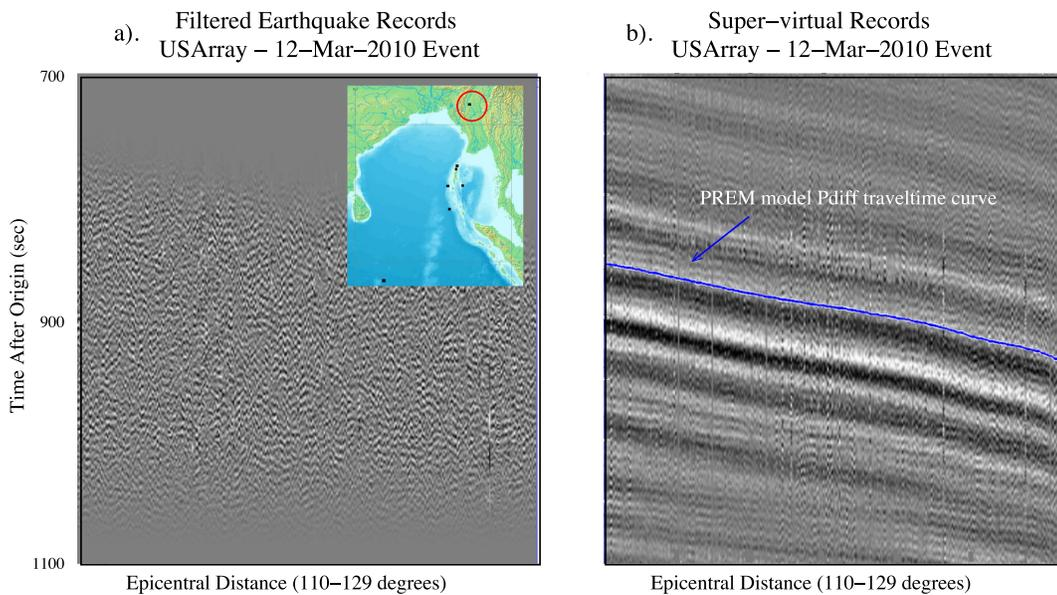 a). Filtered Earthquake Records
USArray − 12−Mar−2010 Event
b). Super−virtual Records
USArray − 12−Mar−2010 Event
700
900
1100
Time After Origin (sec)
PREM model Pdiff traveltime curve
Epicentral Distance (110−129 degrees)
Epicentral Distance (110−129 degrees)